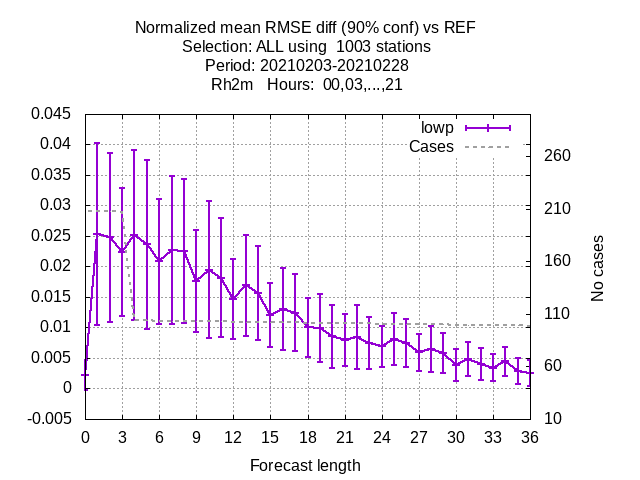 Normalized mean RMSE diff (90% conf) vs REF
Selection: ALL using  1003 stations
Period: 20210203-20210228
Rh2m   Hours:  00,03,...,21
lowp
Cases
0.045
0.04
0.035
0.03
0.025
0.02
0.015
0.01
0.005
0
-0.005
260
210
160
110
60
10
No cases
0 3 6 9 12 15 18 21 24 27 30 33 36
Forecast length